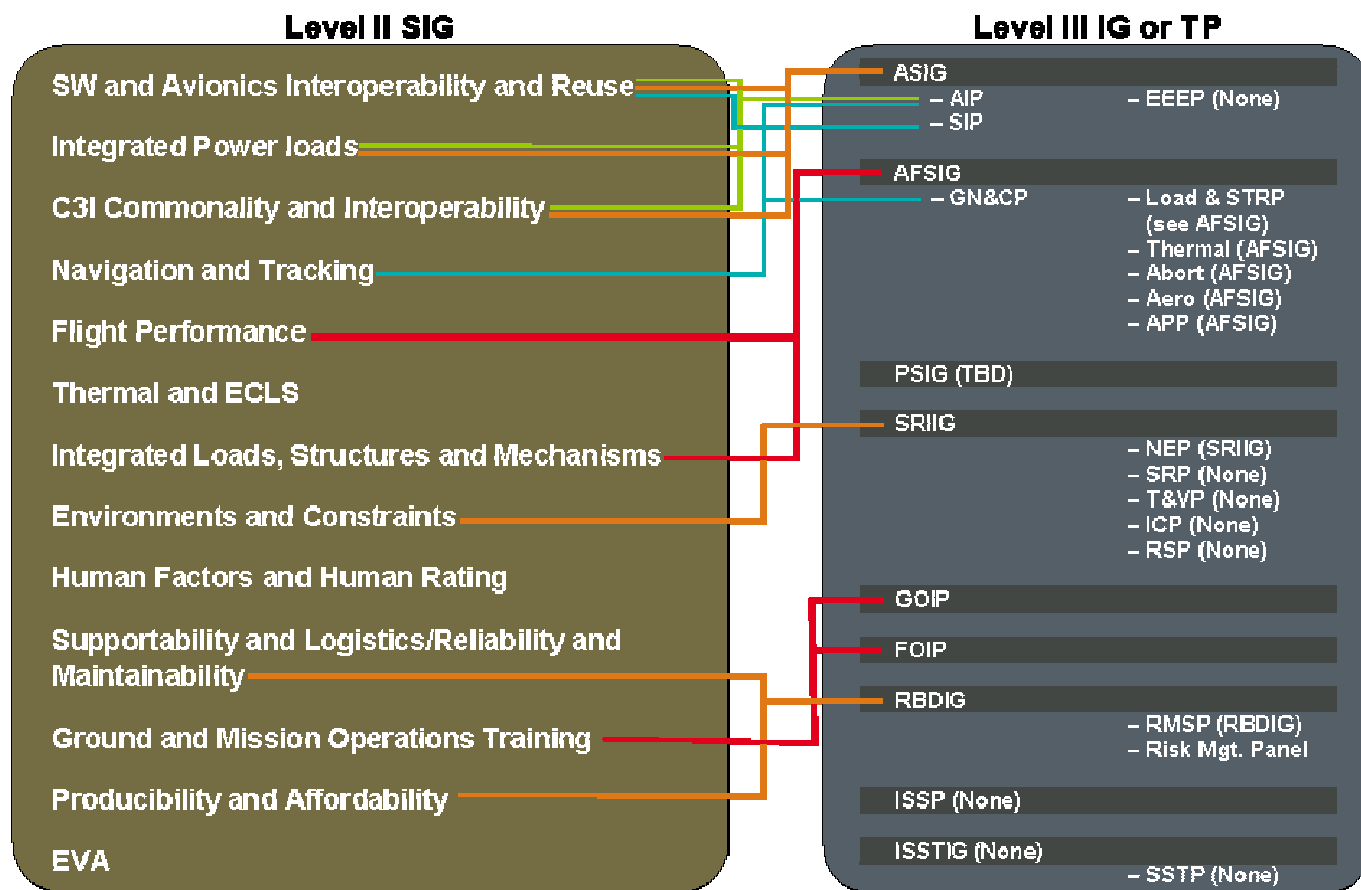 Level II SIG
SW and Avionics Interoperability and Reuse
Integrated Power loads
C3I Commonality and Interoperability
Navigation and Tracking
Flight Performance
Thermal and ECLS
Integrated Loads, Structures and Mechanisms
Environments and Constraints
Human Factors and Human Rating
Supportability and Logistics/Reliability and
Maintainability
Ground and Mission Operations Training
Producibility and Affordability
EVA
Level III IG or TP
ASIG
– AIP
– SIP
– EEEP (None)
AFSIG
– GN&CP
– Load & STRP
(see AFSIG)
– Thermal (AFSIG)
– Abort (AFSIG)
– Aero (AFSIG)
– APP (AFSIG)
PSIG (TBD)
SRIIG
– NEP (SRIIG)
– SRP (None)
– T&VP (None)
– ICP (None)
– RSP (None)
GOIP
FOIP
RBDIG
– RMSP (RBDIG)
– Risk Mgt. Panel
ISSP (None)
ISSTIG (None)
– SSTP (None)